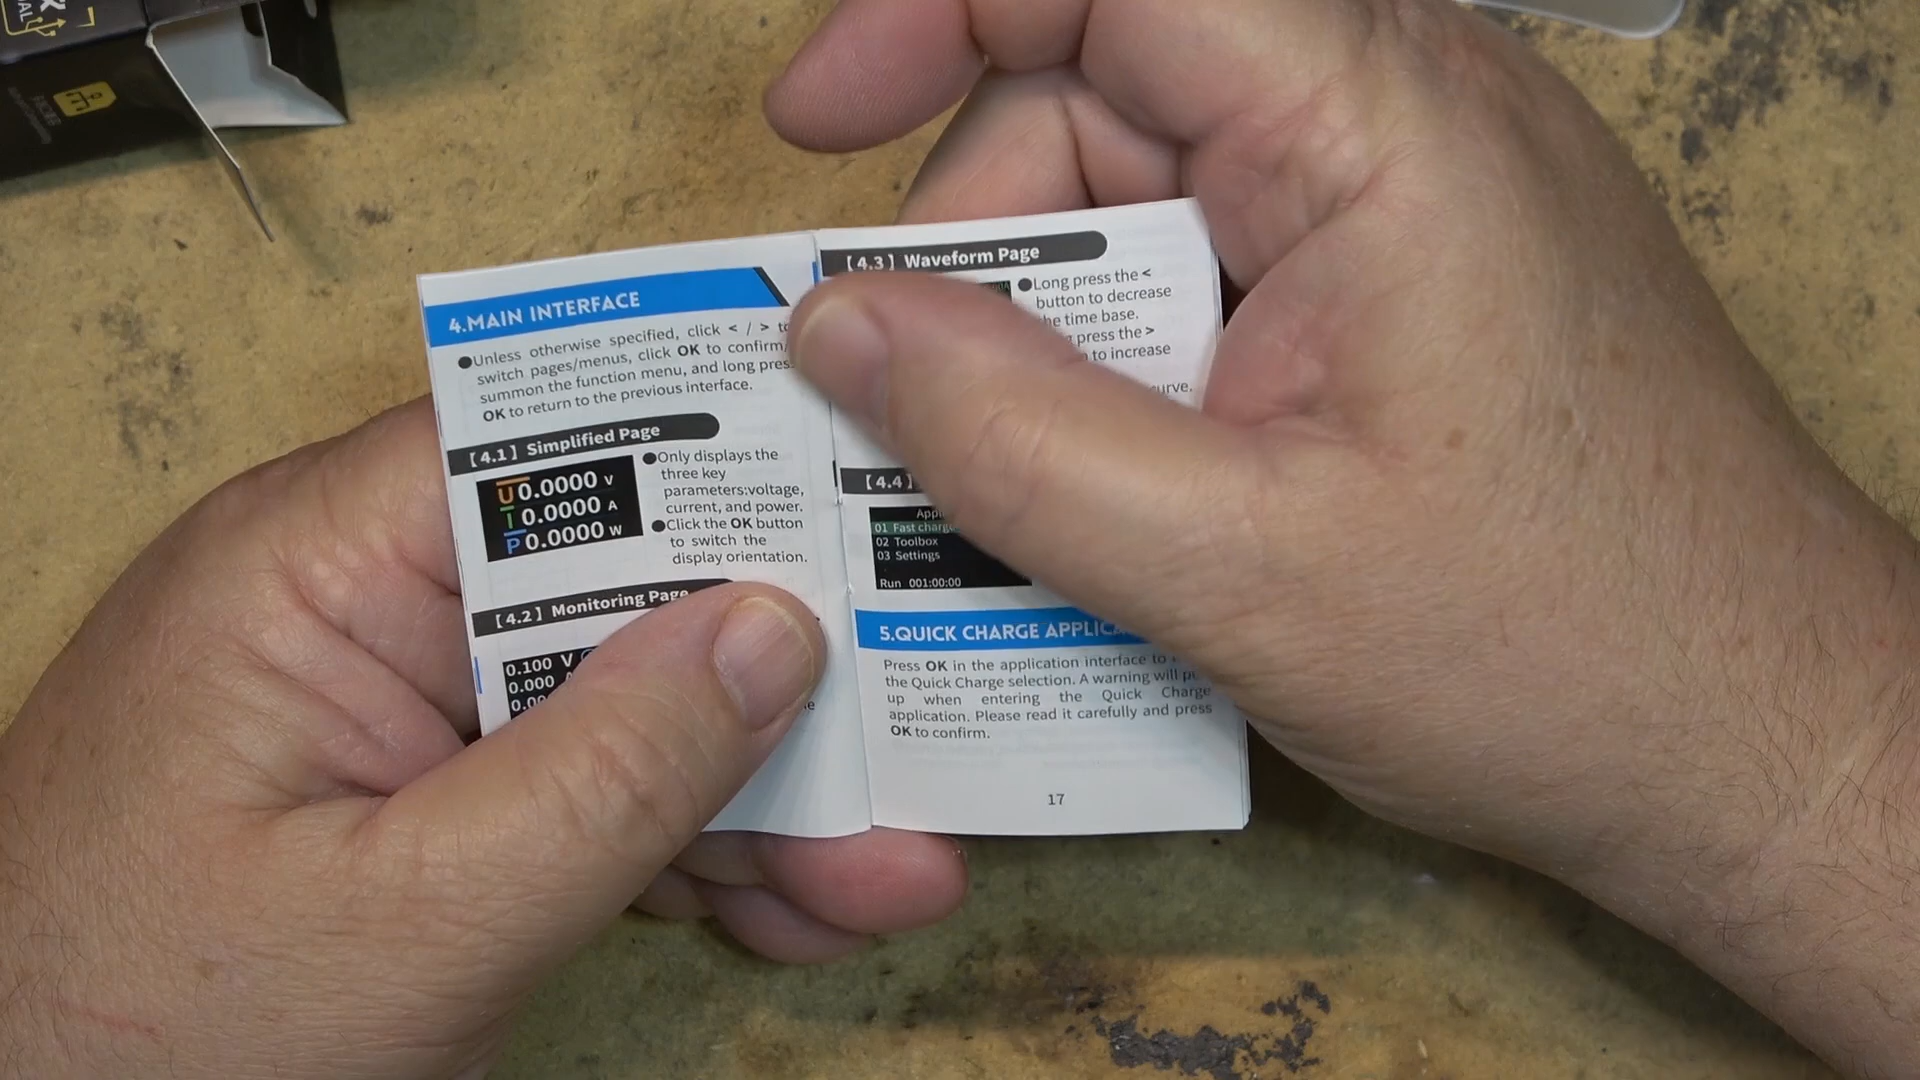 4.MAIN INTERFACE
●Unless otherwise specified, click < / > to
switch pages/menus, click OK to confirm/
summon the function menu, and long press
OK to return to the previous interface.
【4.1】Simplified Page
U 0.0000 V
I 0.0000 A
P 0.0000 W
●Only displays the
three key
parameters:voltage,
current, and power.
●Click the OK button
to switch the
display orientation.
【4.2】Monitoring Page
0.100 V
0.000
【4.3】Waveform Page
●Long press the <
button to decrease
the time base.
press the >
to increase
curve.
【4.4】
01 Fast charge
02 Toolbox
03 Settings
Run 001:00:00
5.QUICK CHARGE
Press OK in the application interface to
the Quick Charge selection. A warning will
up when entering the Quick Charge
application. Please read it carefully and press
OK to confirm.
17